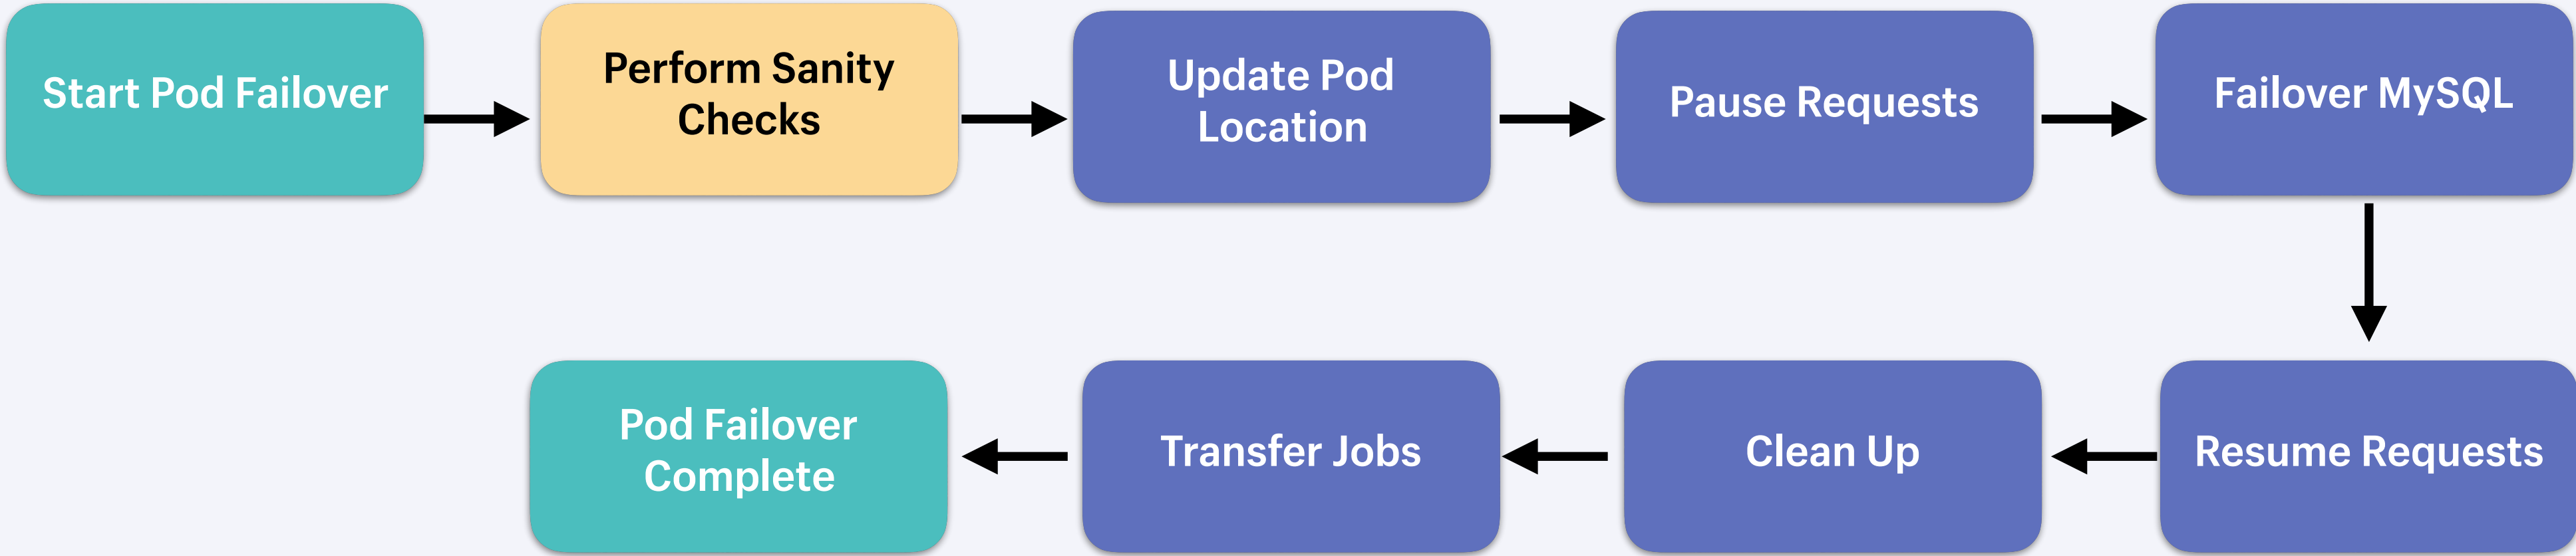 Start Pod Failover
Perform Sanity
Checks
Update Pod
Location
Pause Requests
Failover MySQL
Resume Requests
Clean Up
Transfer Jobs
Pod Failover
Complete